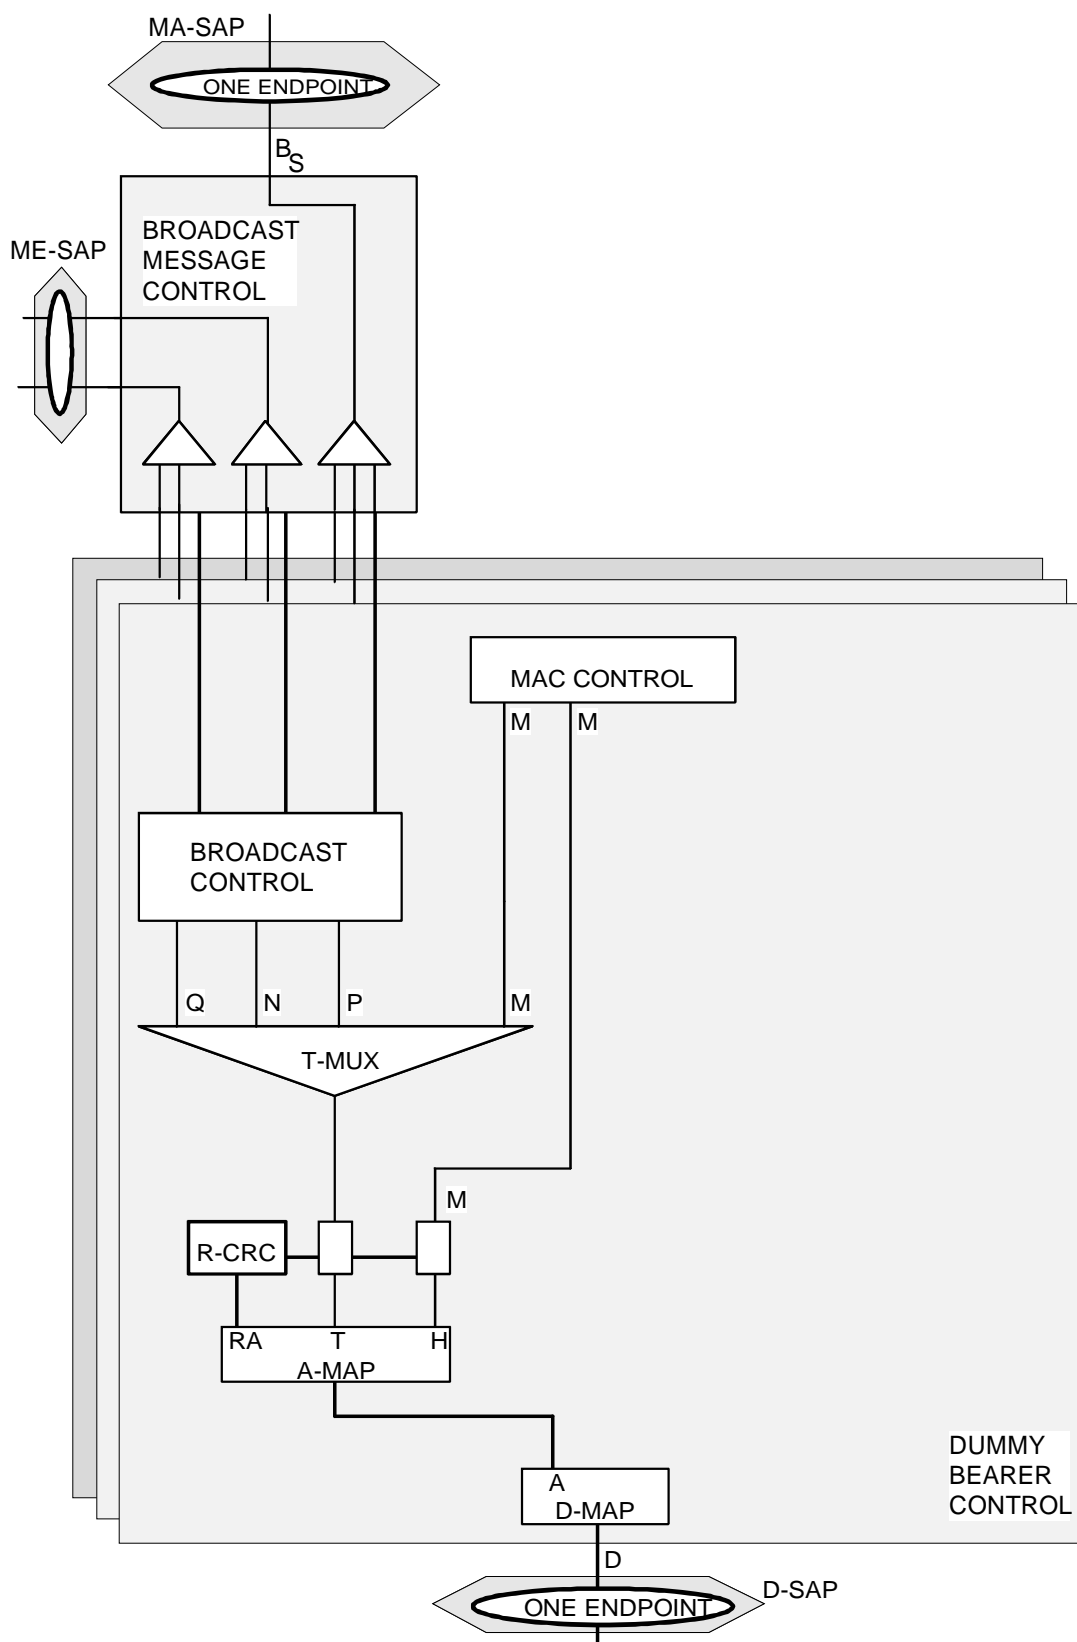 MA-SAP
ONE ENDPOINT
BS
BROADCAST
MESSAGE
CONTROL
ME-SAP
MAC CONTROL
M M
BROADCAST
CONTROL
Q N P M
T-MUX
M
R-CRC
RA T H
A-MAP
A
D-MAP
DUMMY
BEARER
CONTROL
D
D-SAP
ONE ENDPOINT